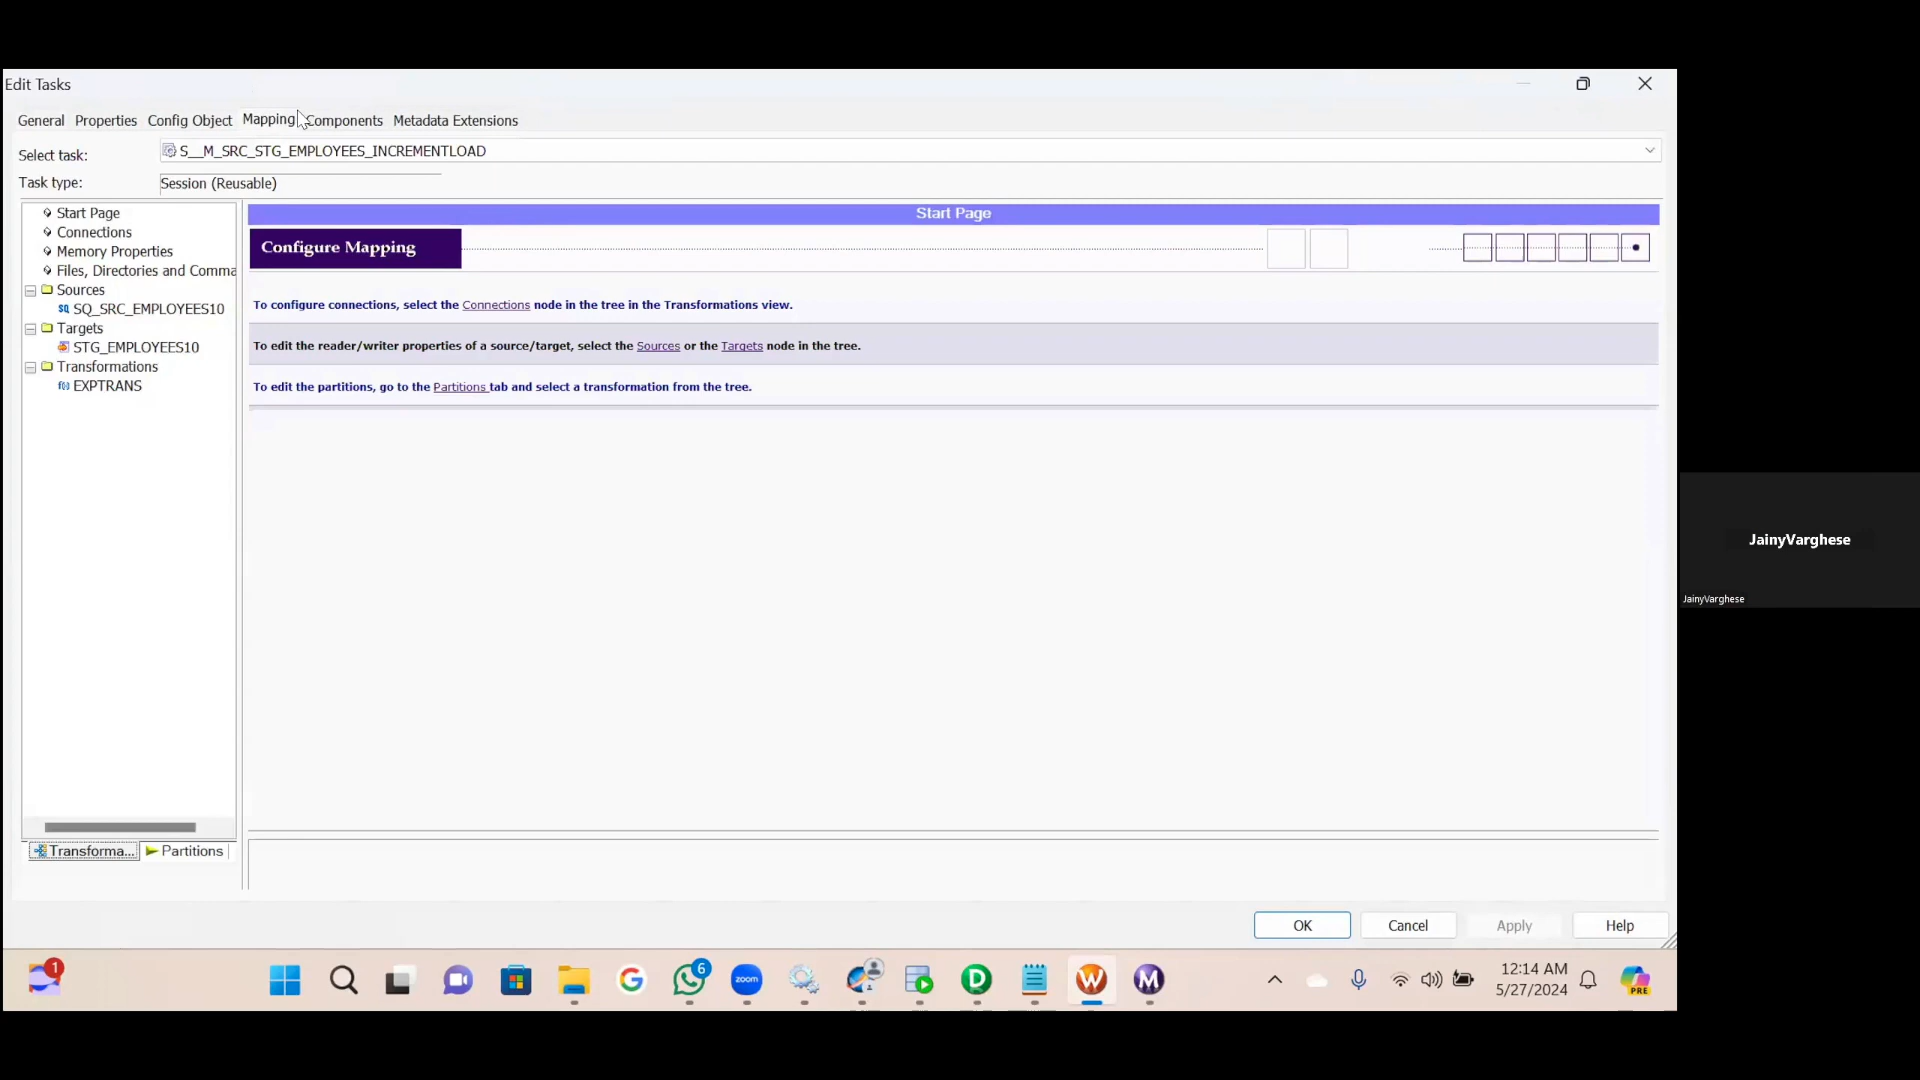 Edit Tasks
General Properties Config Object Mapping Components Metadata Extensions
Select task: S__M_SRC_STG_EMPLOYEES_INCREMENTLOAD
Task type: Session (Reusable)
Start Page
Connections
Memory Properties
Files, Directories and Comma
Sources
SQ SQ_SRC_EMPLOYEES10
Targets
STG_EMPLOYEES10
Transformations
f(x) EXPTRANS
Transforma... Partitions
Start Page
Configure Mapping
To configure connections, select the Connections node in the tree in the Transformations view.
To edit the reader/writer properties of a source/target, select the Sources or the Targets node in the tree.
To edit the partitions, go to the Partitions tab and select a transformation from the tree.
OK Cancel Apply Help
JainyVarghese
JainyVarghese
1
zoom
6
D
W
M
12:14 AM
5/27/2024
PRE